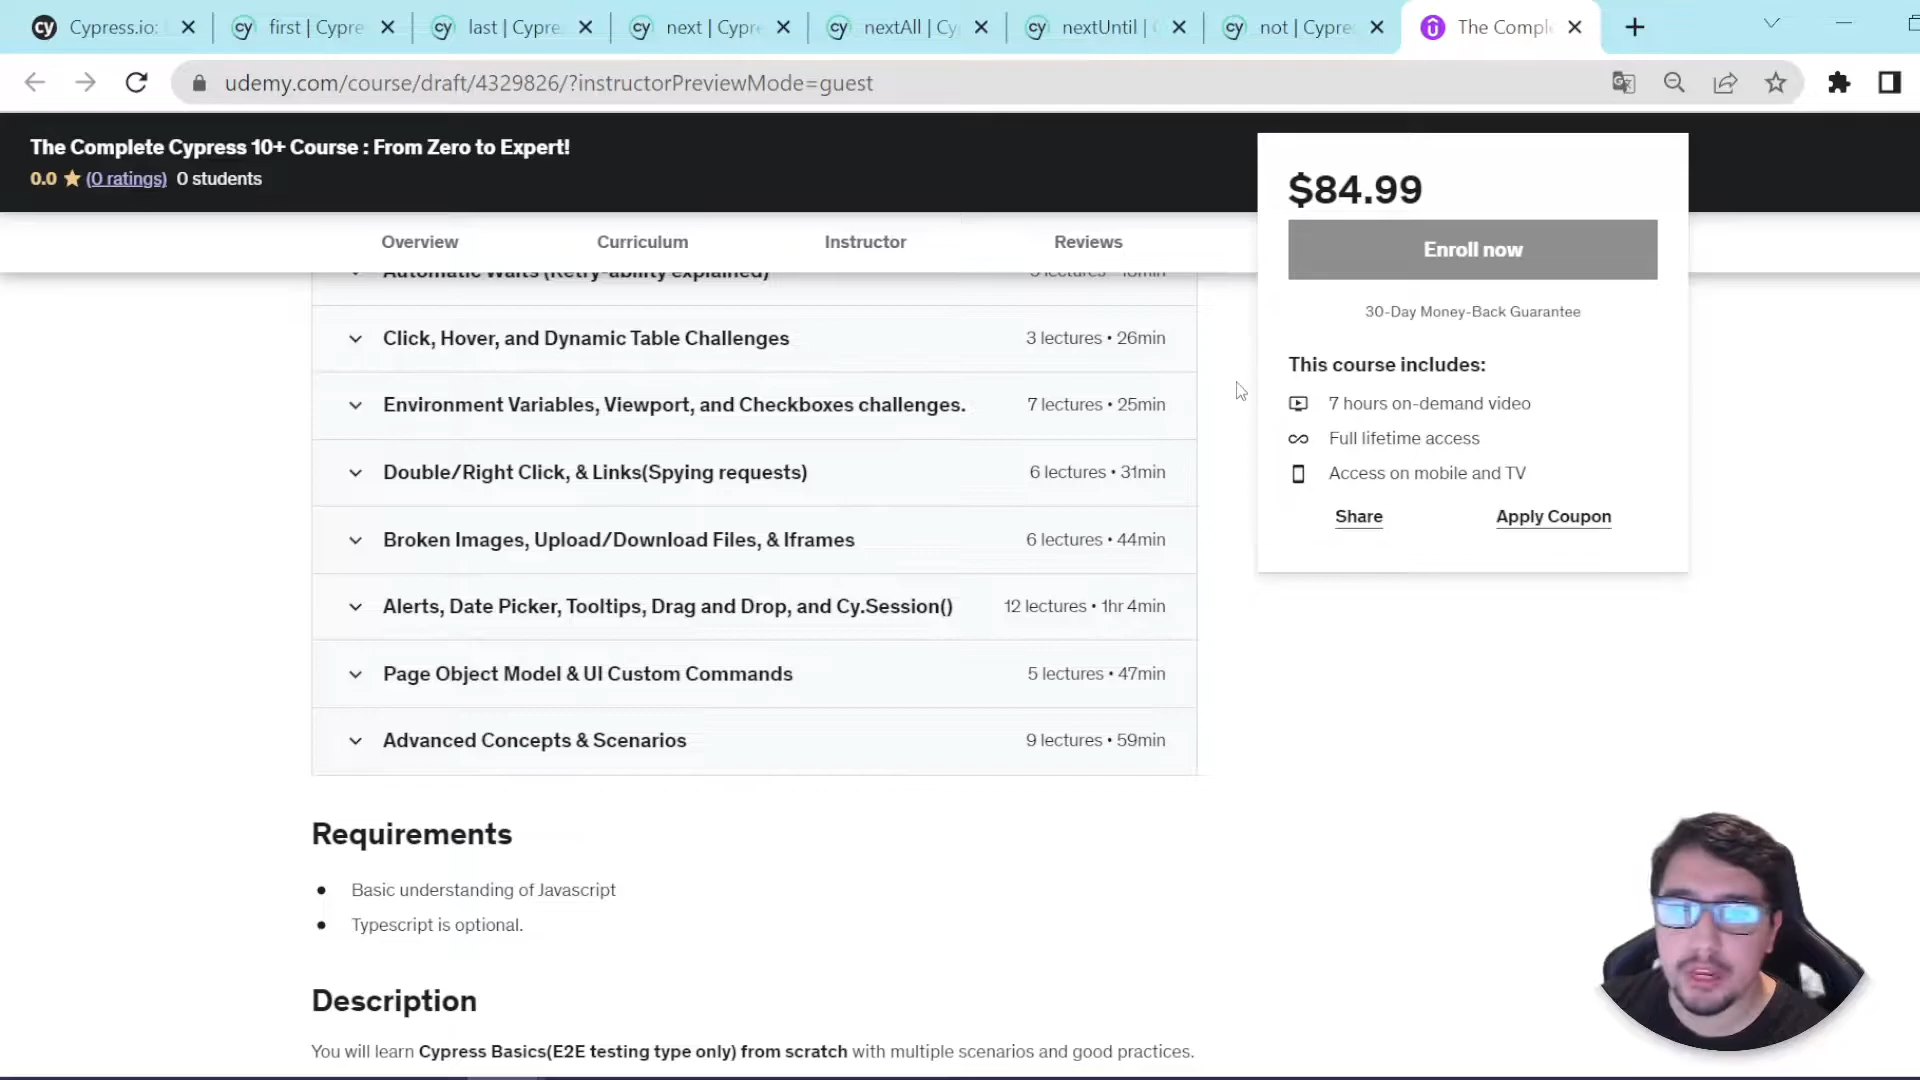 Cypress.io:
first | Cypre
last | Cypre
next | Cypr
nextAll | Cy
nextUntil |
not | Cypre
The Compl
udemy.com/course/draft/4329826/?instructorPreviewMode=guest
The Complete Cypress 10+ Course : From Zero to Expert!
0.0 ★ (0 ratings) 0 students
Overview Curriculum Instructor Reviews
Automatic Waits (Retry-ability explained)
Click, Hover, and Dynamic Table Challenges 3 lectures • 26min
Environment Variables, Viewport, and Checkboxes challenges. 7 lectures • 25min
Double/Right Click, & Links(Spying requests) 6 lectures • 31min
Broken Images, Upload/Download Files, & Iframes 6 lectures • 44min
Alerts, Date Picker, Tooltips, Drag and Drop, and Cy.Session() 12 lectures • 1hr 4min
Page Object Model & UI Custom Commands 5 lectures • 47min
Advanced Concepts & Scenarios 9 lectures • 59min
Requirements
• Basic understanding of Javascript
• Typescript is optional.
Description
You will learn Cypress Basics(E2E testing type only) from scratch with multiple scenarios and good practices.
$84.99
Enroll now
30-Day Money-Back Guarantee
This course includes:
7 hours on-demand video
Full lifetime access
Access on mobile and TV
Share Apply Coupon